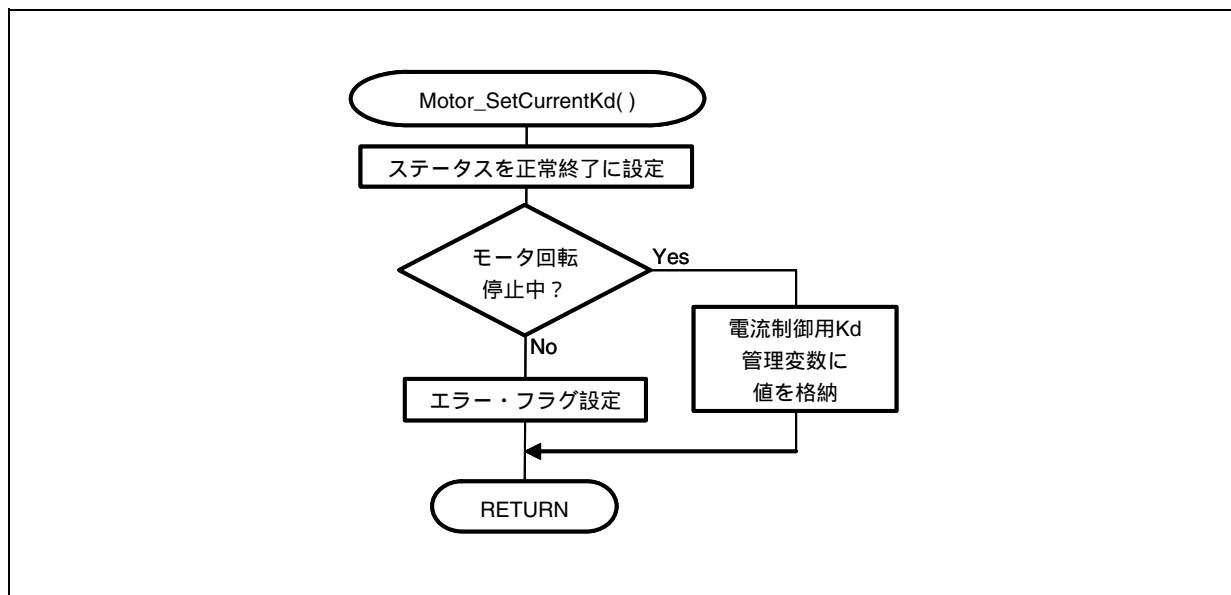 Motor_SetCurrentKd( )
ステータスを正常終了に設定
モータ回転
停止中？
Yes
No
電流制御用Kd
管理変数に
値を格納
エラー・フラグ設定
RETURN